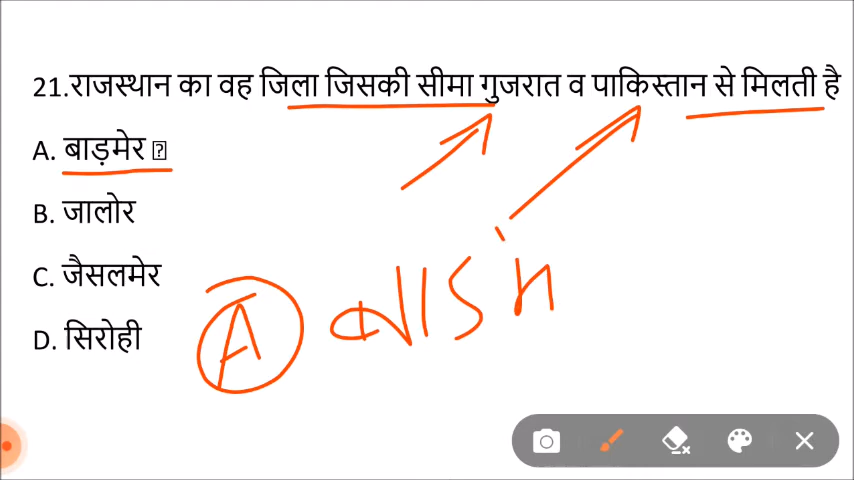 21.राजस्थान का वह जिला जिसकी सीमा गुजरात व पाकिस्तान से मिलती है
A. बाड़मेर
B. जालोर
C. जैसलमेर
D. सिरोही
A